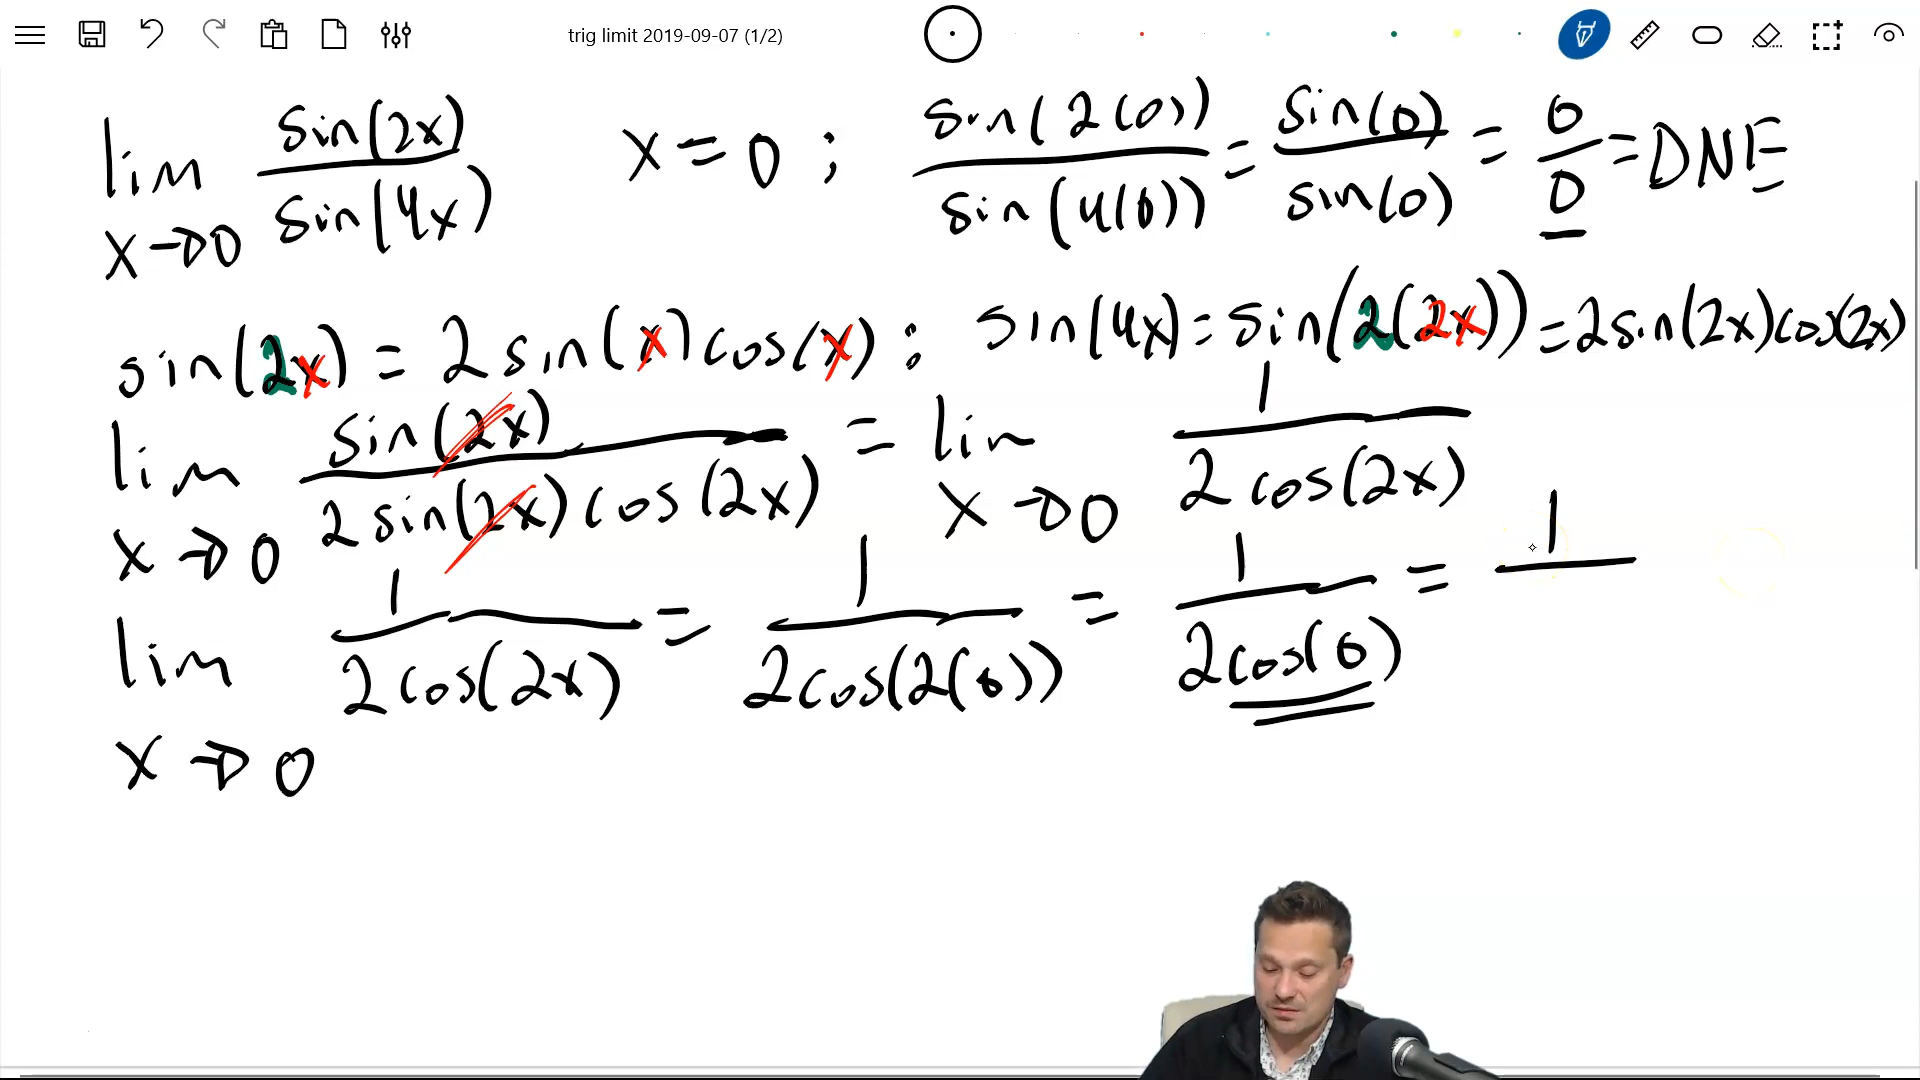 trig limit 2019-09-07 (1/2)
lim x→0 sin(2x)/sin(4x)   x = 0 ;   sin(2(0))/sin(4(0)) = sin(0)/sin(0) = 0/0 = DNE
sin(2x) = 2sin(x)cos(x) ; sin(4x) = sin(2(2x)) = 2sin(2x)cos(2x)
lim x→0 sin(2x)/2sin(2x)cos(2x) = lim x→0 1/2cos(2x)
lim x→0 1/2cos(2x) = 1/2cos(2(0)) = 1/2cos(0) = 1/